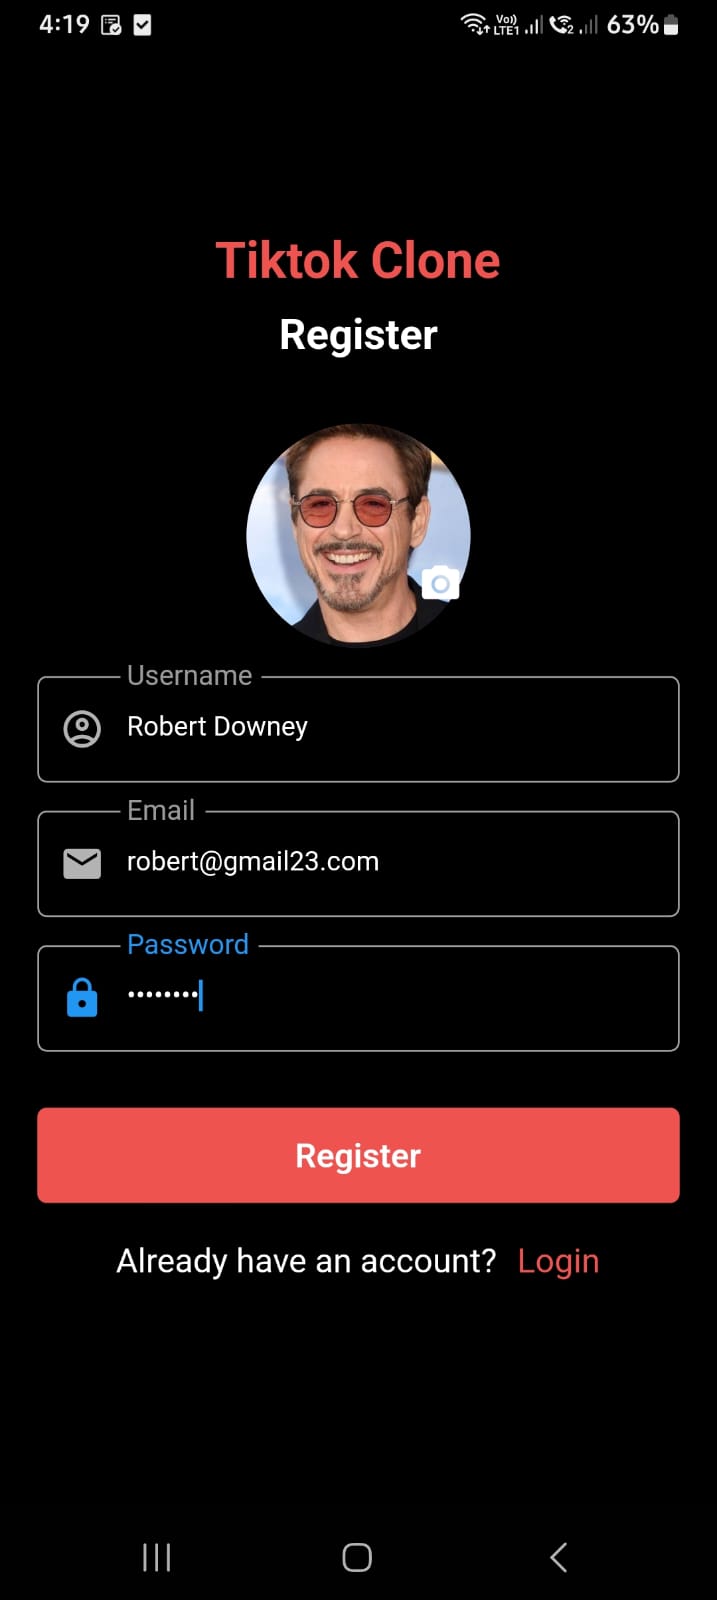 4:19 Vo)) LTE1 2 63%
Tiktok Clone
Register
Username
Robert Downey
Email
robert@gmail23.com
Password
••••••••
Register
Already have an account? Login